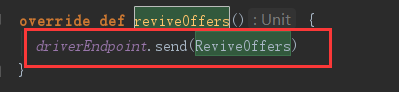 override def reviveOffers(): Unit {
driverEndpoint.send(ReviveOffers)
}